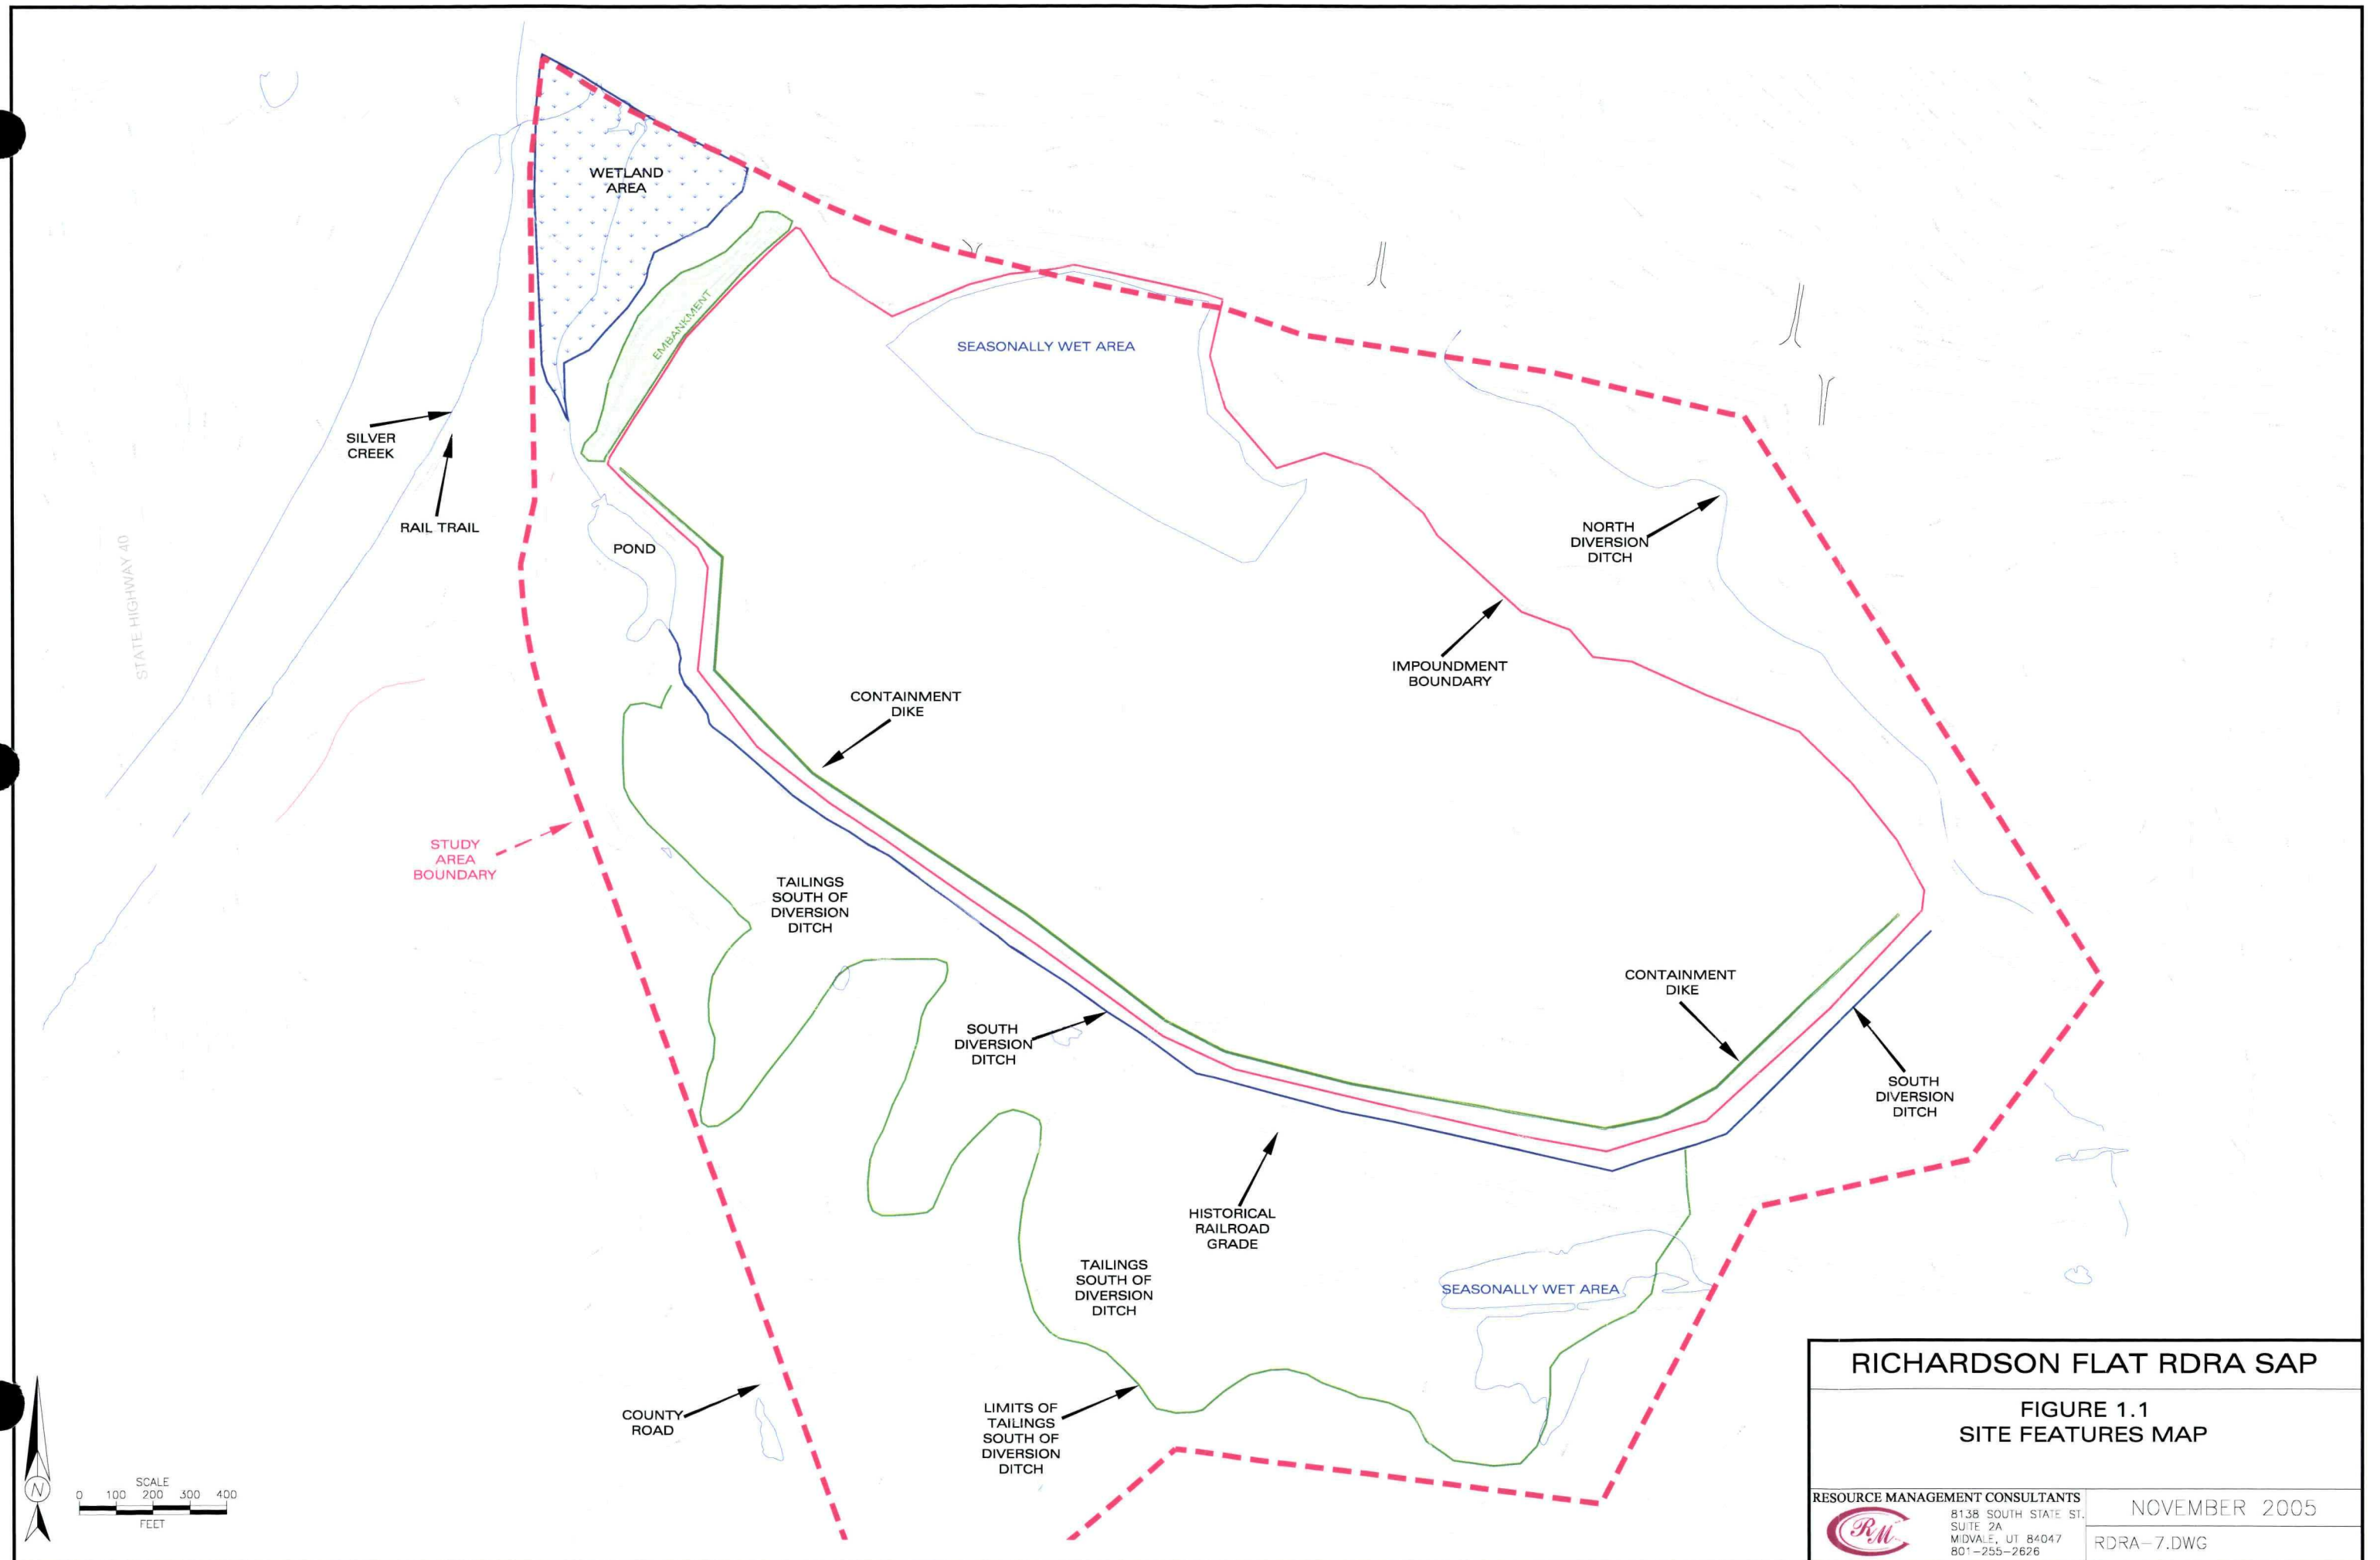 WETLAND
AREA
EMBANKMENT
SEASONALLY WET AREA
SILVER
CREEK
RAIL TRAIL
STATE HIGHWAY 40
POND
NORTH
DIVERSION
DITCH
IMPOUNDMENT
BOUNDARY
CONTAINMENT
DIKE
STUDY
AREA
BOUNDARY
TAILINGS
SOUTH OF
DIVERSION
DITCH
SOUTH
DIVERSION
DITCH
CONTAINMENT
DIKE
SOUTH
DIVERSION
DITCH
HISTORICAL
RAILROAD
GRADE
TAILINGS
SOUTH OF
DIVERSION
DITCH
SEASONALLY WET AREA
COUNTY
ROAD
LIMITS OF
TAILINGS
SOUTH OF
DIVERSION
DITCH
N
SCALE
0 100 200 300 400
FEET
RICHARDSON FLAT RDRA SAP
FIGURE 1.1
SITE FEATURES MAP
RESOURCE MANAGEMENT CONSULTANTS
RMC
8138 SOUTH STATE ST.
SUITE 2A
MIDVALE, UT 84047
801-255-2626
NOVEMBER 2005
RDRA-7.DWG